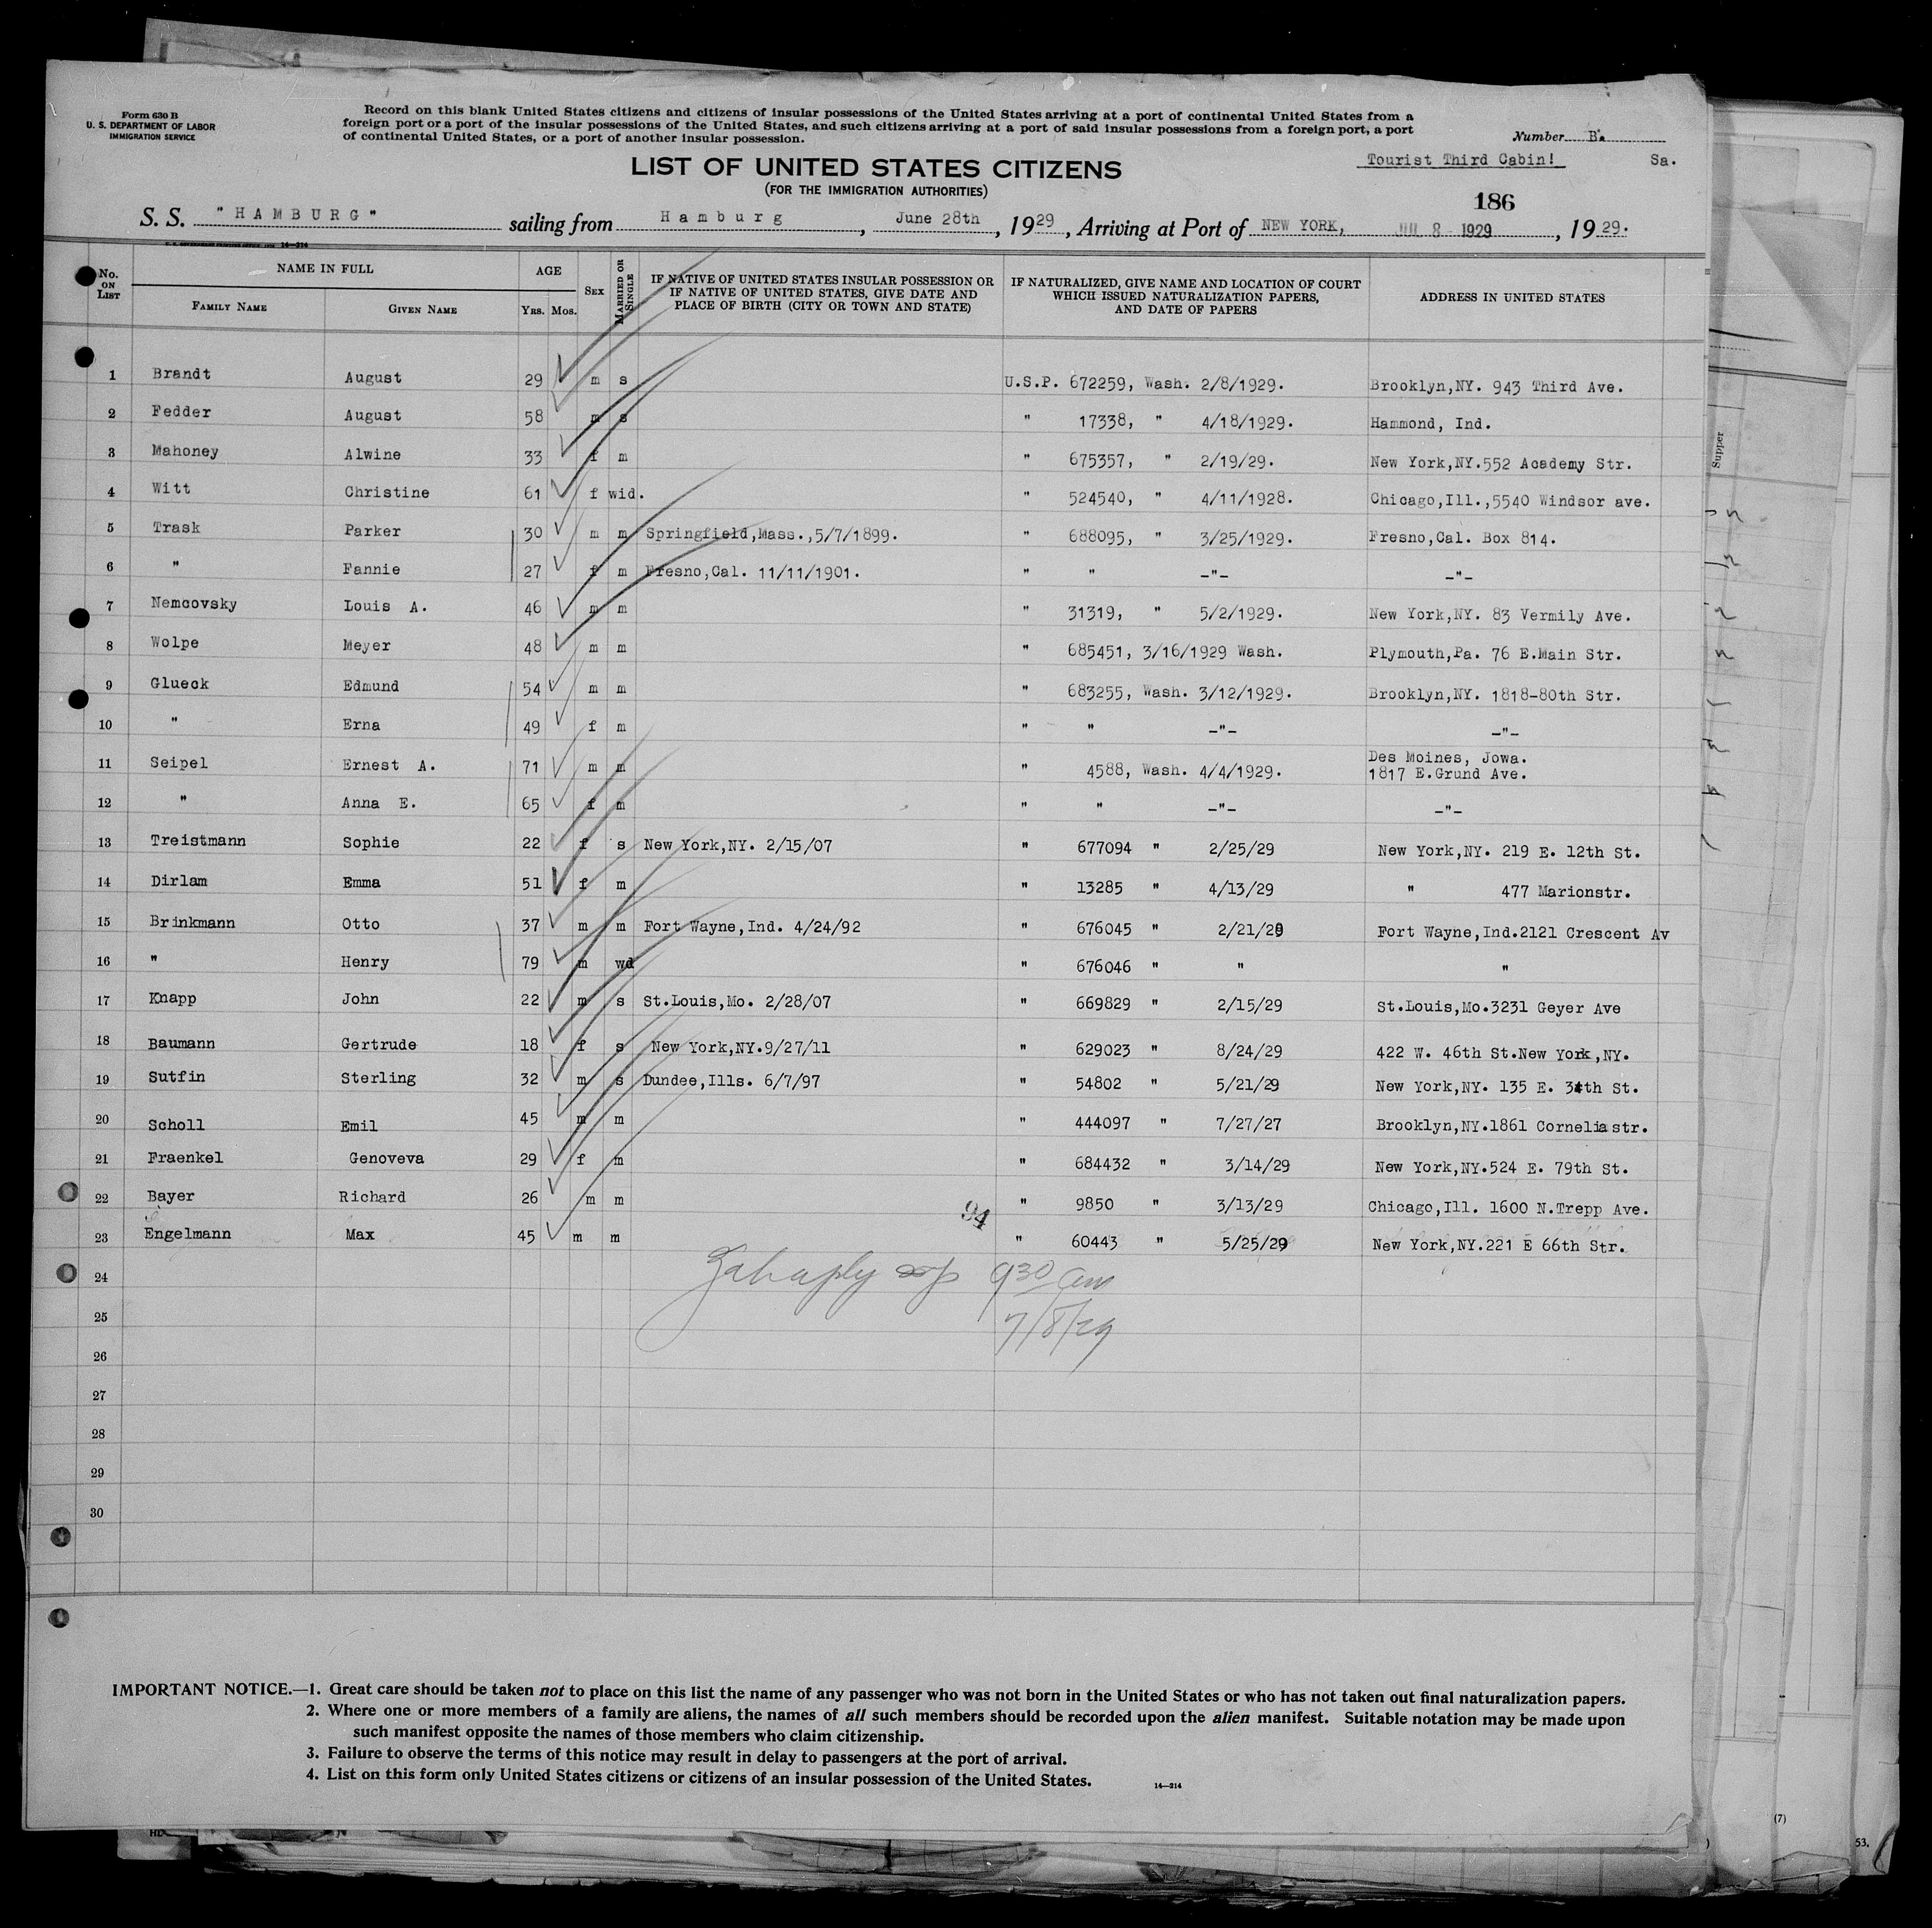 Form 630 B
U. S. DEPARTMENT OF LABOR
IMMIGRATION SERVICE
Record on this blank United States citizens and citizens of insular possessions of the United States arriving at a port of continental United States from a
foreign port or a port of the insular possessions of the United States, and such citizens arriving at a port of said insular possessions from a foreign port, a port
of continental United States, or a port of another insular possession.
Number
Tourist Third Cabin! Sa.
LIST OF UNITED STATES CITIZENS
(FOR THE IMMIGRATION AUTHORITIES)
186
S. S. "HAMBURG" sailing from Hamburg, June 28th, 1929, Arriving at Port of NEW YORK, JUL 8 1929, 1929.
14—214
No. ON LIST
NAME IN FULL
FAMILY NAME GIVEN NAME
AGE
YRS. MOS.
SEX
MARRIED OR SINGLE
IF NATIVE OF UNITED STATES INSULAR POSSESSION OR
IF NATIVE OF UNITED STATES, GIVE DATE AND
PLACE OF BIRTH (CITY OR TOWN AND STATE)
IF NATURALIZED, GIVE NAME AND LOCATION OF COURT
WHICH ISSUED NATURALIZATION PAPERS,
AND DATE OF PAPERS
ADDRESS IN UNITED STATES
1 Brandt August 29 m s U.S.P. 672259, Wash. 2/8/1929. Brooklyn,NY. 943 Third Ave.
2 Fedder August 58 m s " 17338, " 4/18/1929. Hammond, Ind.
3 Mahoney Alwine 33 f m " 675357, " 2/19/29. New York,NY.552 Academy Str.
4 Witt Christine 61 f wid. " 524540, " 4/11/1928. Chicago,Ill.,5540 Windsor ave.
5 Trask Parker 30 m m Springfield,Mass.,5/7/1899. " 688095, " 3/25/1929. Fresno,Cal. Box 814.
6 " Fannie 27 f m Fresno,Cal. 11/11/1901. " " -"- -"-
7 Nemcovsky Louis A. 46 m m " 31319, " 5/2/1929. New York,NY. 83 Vermily Ave.
8 Wolpe Meyer 48 m m " 685451, 3/16/1929 Wash. Plymouth,Pa. 76 E.Main Str.
9 Glueck Edmund 54 m m " 683255, Wash. 3/12/1929. Brooklyn,NY. 1818-80th Str.
10 " Erna 49 f m " " -"- -"-
11 Seipel Ernest A. 71 m m " 4588, Wash. 4/4/1929. Des Moines, Jowa.
1817 E.Grund Ave.
12 " Anna E. 65 f m " " -"- -"-
13 Treistmann Sophie 22 f s New York,NY. 2/15/07 " 677094 " 2/25/29 New York,NY. 219 E. 12th St.
14 Dirlam Emma 51 f m " 13285 " 4/13/29 " 477 Marionstr.
15 Brinkmann Otto 37 m m Fort Wayne,Ind. 4/24/92 " 676045 " 2/21/29 Fort Wayne,Ind.2121 Crescent Av
16 " Henry 79 m wd " 676046 " " "
17 Knapp John 22 m s St.Louis,Mo. 2/28/07 " 669829 " 2/15/29 St.Louis,Mo.3231 Geyer Ave
18 Baumann Gertrude 18 f s New York,NY.9/27/11 " 629023 " 8/24/29 422 W. 46th St.New York,NY.
19 Sutfin Sterling 32 m s Dundee,Ills. 6/7/97 " 54802 " 5/21/29 New York,NY. 135 E. 34th St.
20 Scholl Emil 45 m m " 444097 " 7/27/27 Brooklyn,NY.1861 Cornelia str.
21 Fraenkel Genoveva 29 f m " 684432 " 3/14/29 New York,NY.524 E. 79th St.
22 Bayer Richard 26 m m " 9850 " 3/13/29 Chicago,Ill. 1600 N.Trepp Ave.
94
23 Engelmann Max 45 m m " 60443 " 5/25/29 New York,NY.221 E 66th Str.
24
930 am
25
7/8/29
26
27
28
29
30
IMPORTANT NOTICE.—1. Great care should be taken not to place on this list the name of any passenger who was not born in the United States or who has not taken out final naturalization papers.
2. Where one or more members of a family are aliens, the names of all such members should be recorded upon the alien manifest. Suitable notation may be made upon
such manifest opposite the names of those members who claim citizenship.
3. Failure to observe the terms of this notice may result in delay to passengers at the port of arrival.
4. List on this form only United States citizens or citizens of an insular possession of the United States.
14—214
Supper
(7)
53.